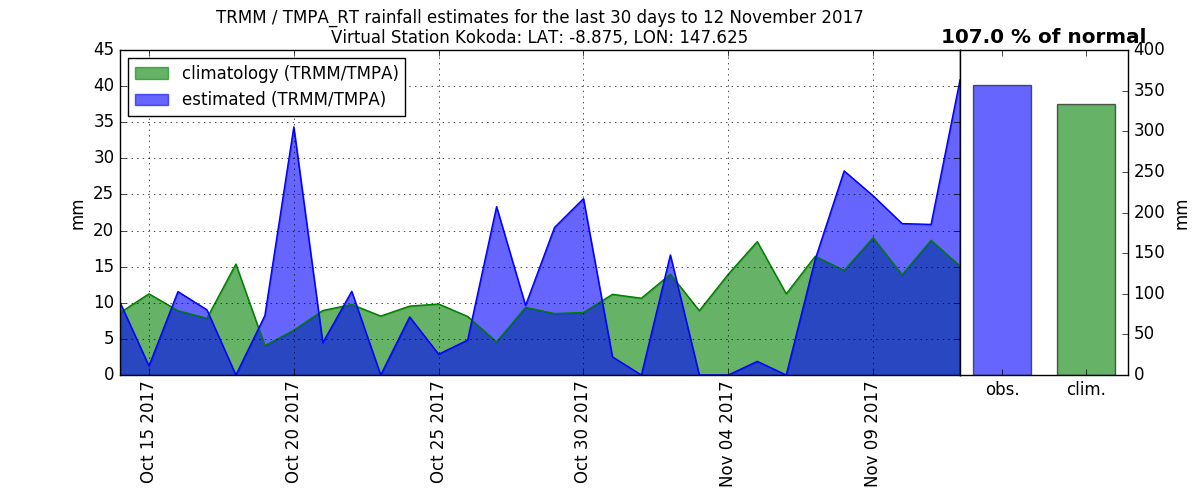 TRMM / TMPA_RT rainfall estimates for the last 30 days to 12 November 2017
Virtual Station Kokoda: LAT: -8.875, LON: 147.625
107.0 % of normal
climatology (TRMM/TMPA)
estimated (TRMM/TMPA)
45
40
35
30
25
20
15
10
5
0
mm
Oct 15 2017
Oct 20 2017
Oct 25 2017
Oct 30 2017
Nov 04 2017
Nov 09 2017
obs.
clim.
400
350
300
250
200
150
100
50
0
mm